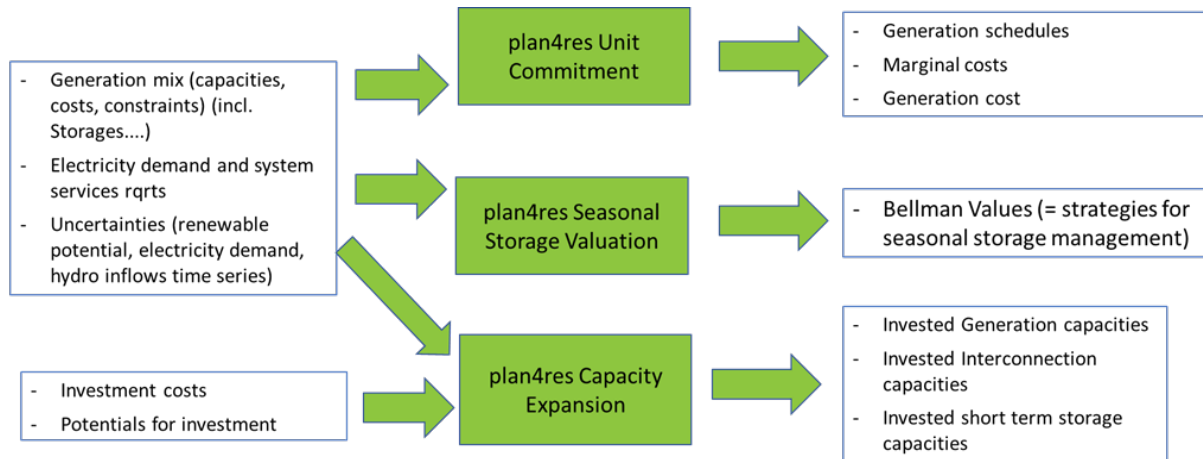 - Generation mix (capacities,
costs, constraints) (incl.
Storages....)
- Electricity demand and system
services rqrts
- Uncertainties (renewable
potential, electricity demand,
hydro inflows time series)
- Investment costs
- Potentials for investment
plan4res Unit
Commitment
plan4res Seasonal
Storage Valuation
plan4res Capacity
Expansion
- Generation schedules
- Marginal costs
- Generation cost
- Bellman Values (= strategies for
seasonal storage management)
- Invested Generation capacities
- Invested Interconnection
capacities
- Invested short term storage
capacities